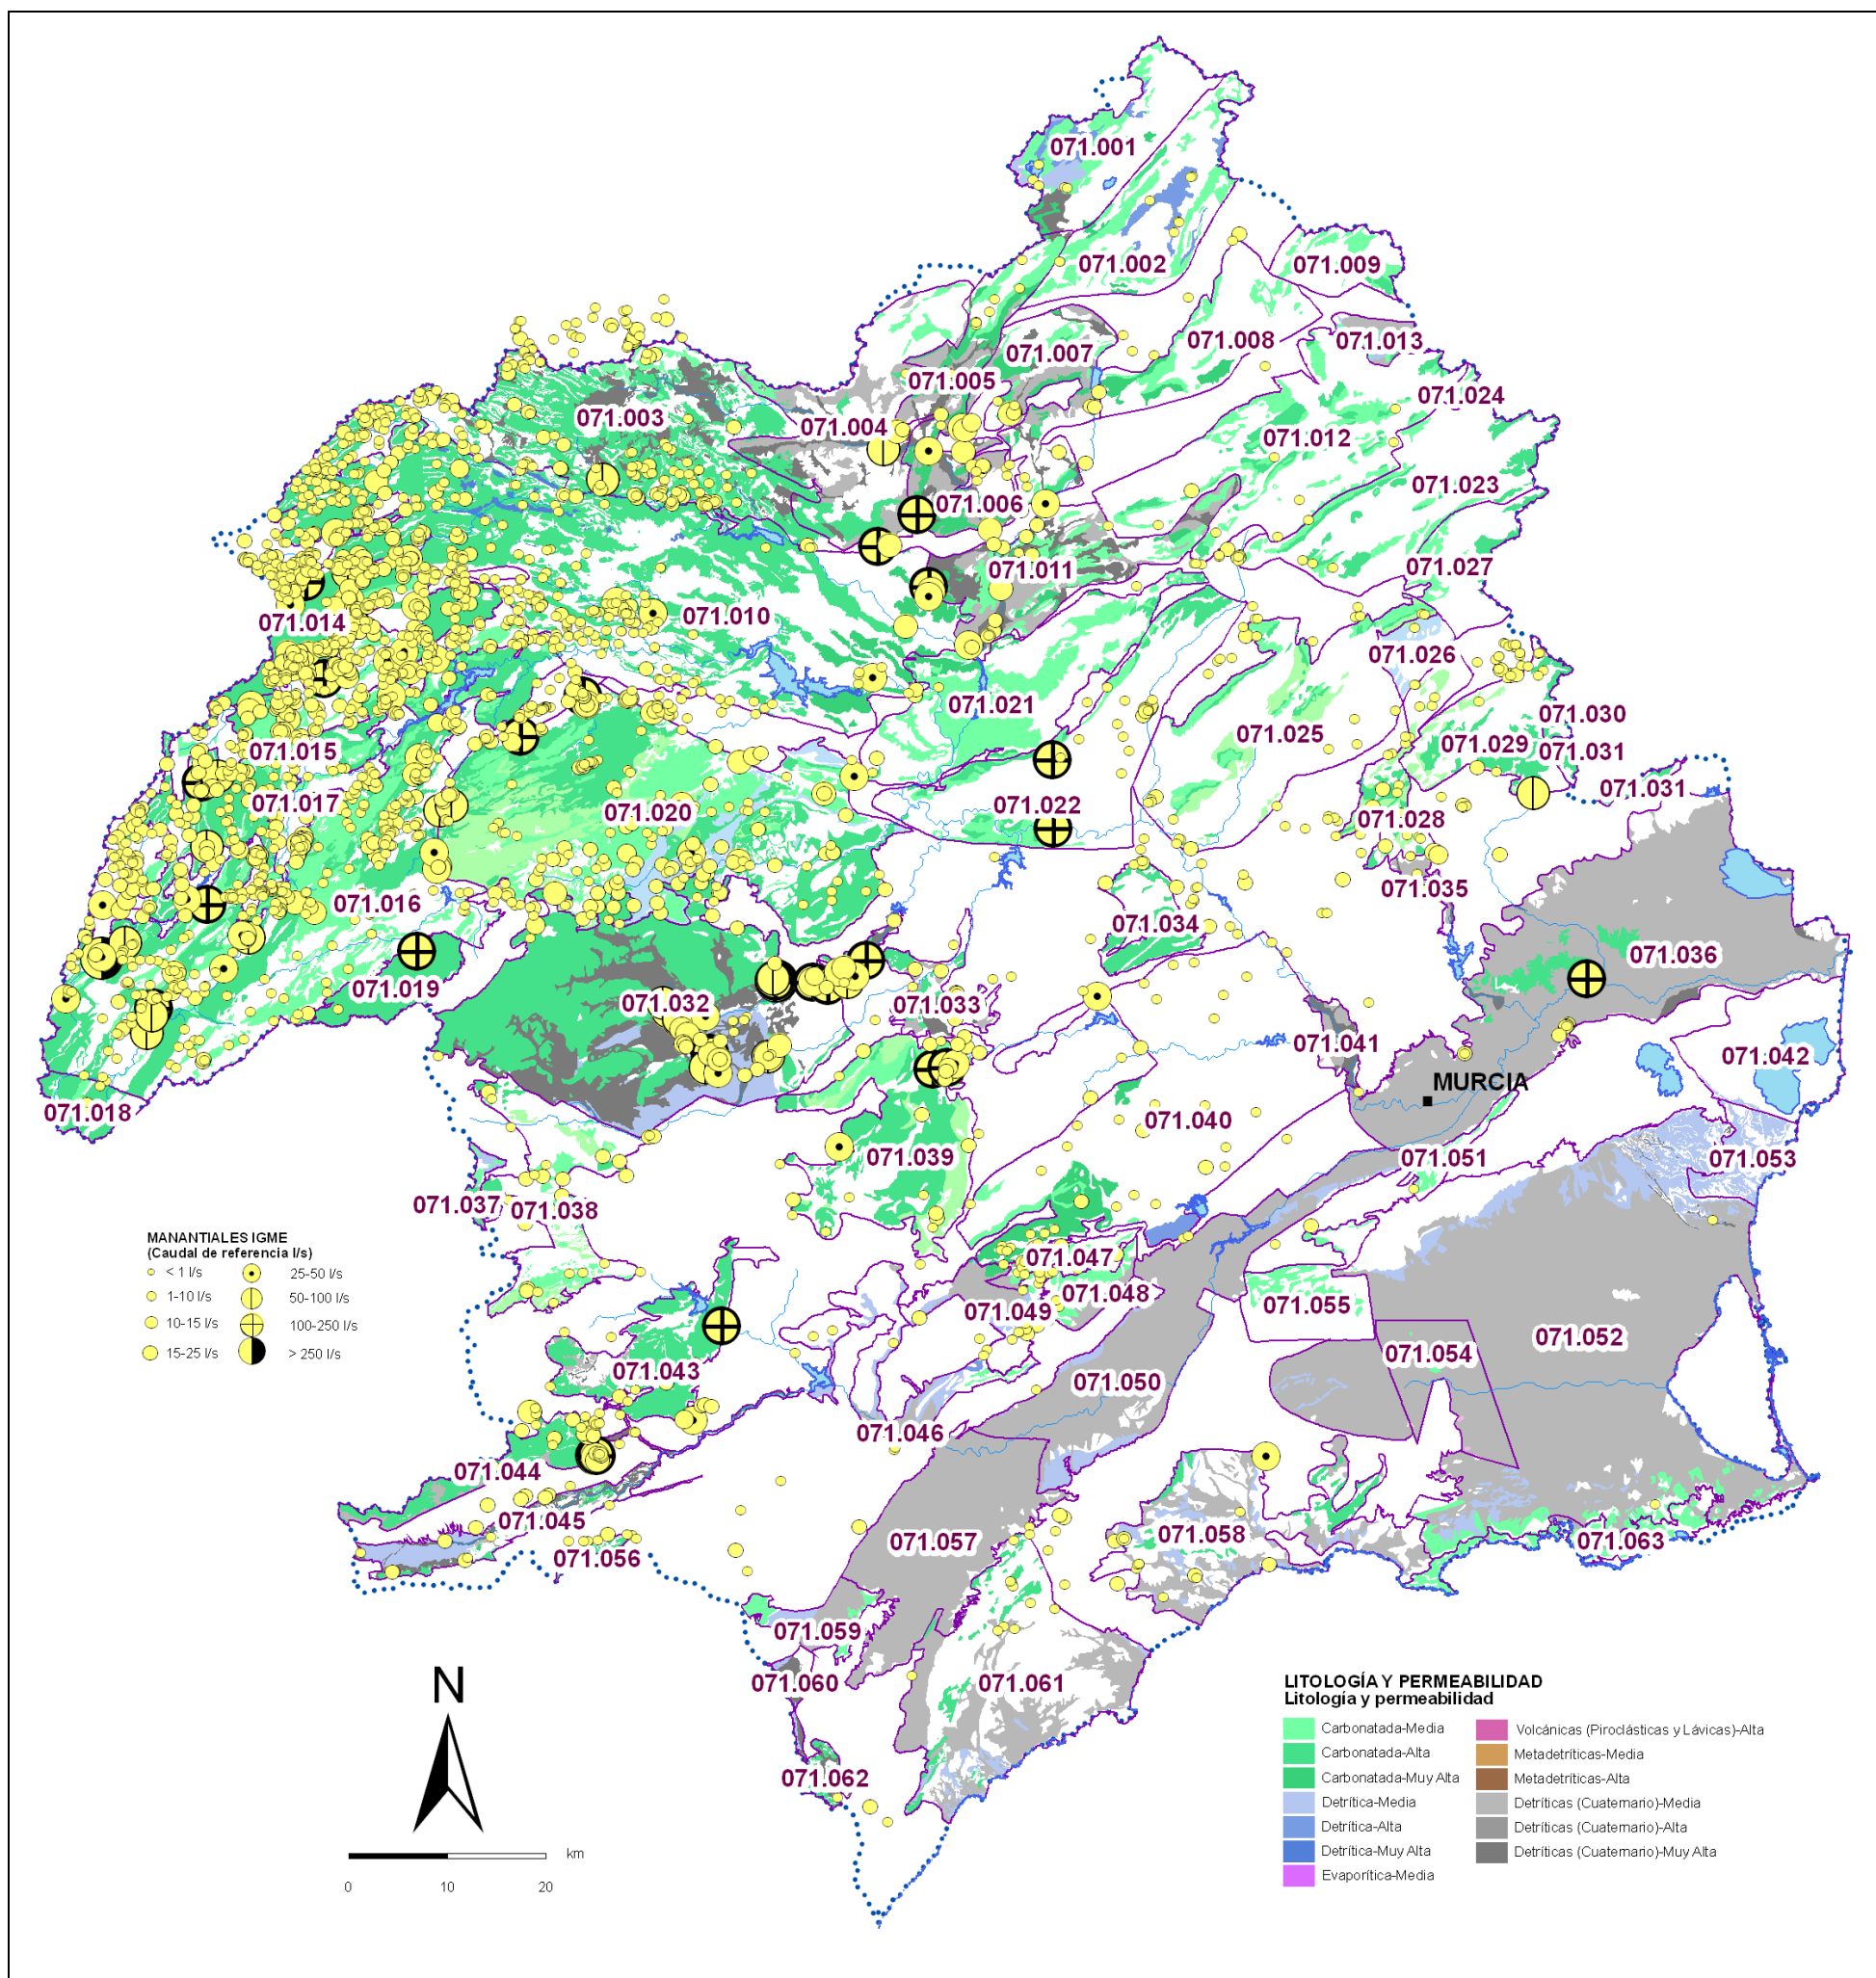 071.001
071.002
071.009
071.008
071.013
071.007
071.005
071.024
071.003
071.004
071.012
071.023
071.006
071.011
071.027
071.014
071.010
071.026
071.021
071.030
071.025
071.029
071.031
071.015
071.031
071.017
071.020
071.022
071.028
071.035
071.016
071.034
071.036
071.019
071.032
071.033
071.041
071.042
MURCIA
071.018
071.040
071.039
071.051
071.053
071.037
071.038
MANANTIALES IGME
(Caudal de referencia l/s)
< 1 l/s
25-50 l/s
1-10 l/s
50-100 l/s
10-15 l/s
100-250 l/s
15-25 l/s
> 250 l/s
071.047
071.048
071.049
071.055
071.052
071.054
071.043
071.050
071.046
071.044
071.045
071.056
071.057
071.058
071.063
071.059
071.060
071.061
071.062
N
km
0
10
20
LITOLOGÍA Y PERMEABILIDAD
Litología y permeabilidad
Carbonatada-Media
Carbonatada-Alta
Carbonatada-Muy Alta
Detrítica-Media
Detrítica-Alta
Detrítica-Muy Alta
Evaporítica-Media
Volcánicas (Piroclásticas y Lávicas)-Alta
Metadetríticas-Media
Metadetríticas-Alta
Detríticas (Cuaternario)-Media
Detríticas (Cuaternario)-Alta
Detríticas (Cuaternario)-Muy Alta